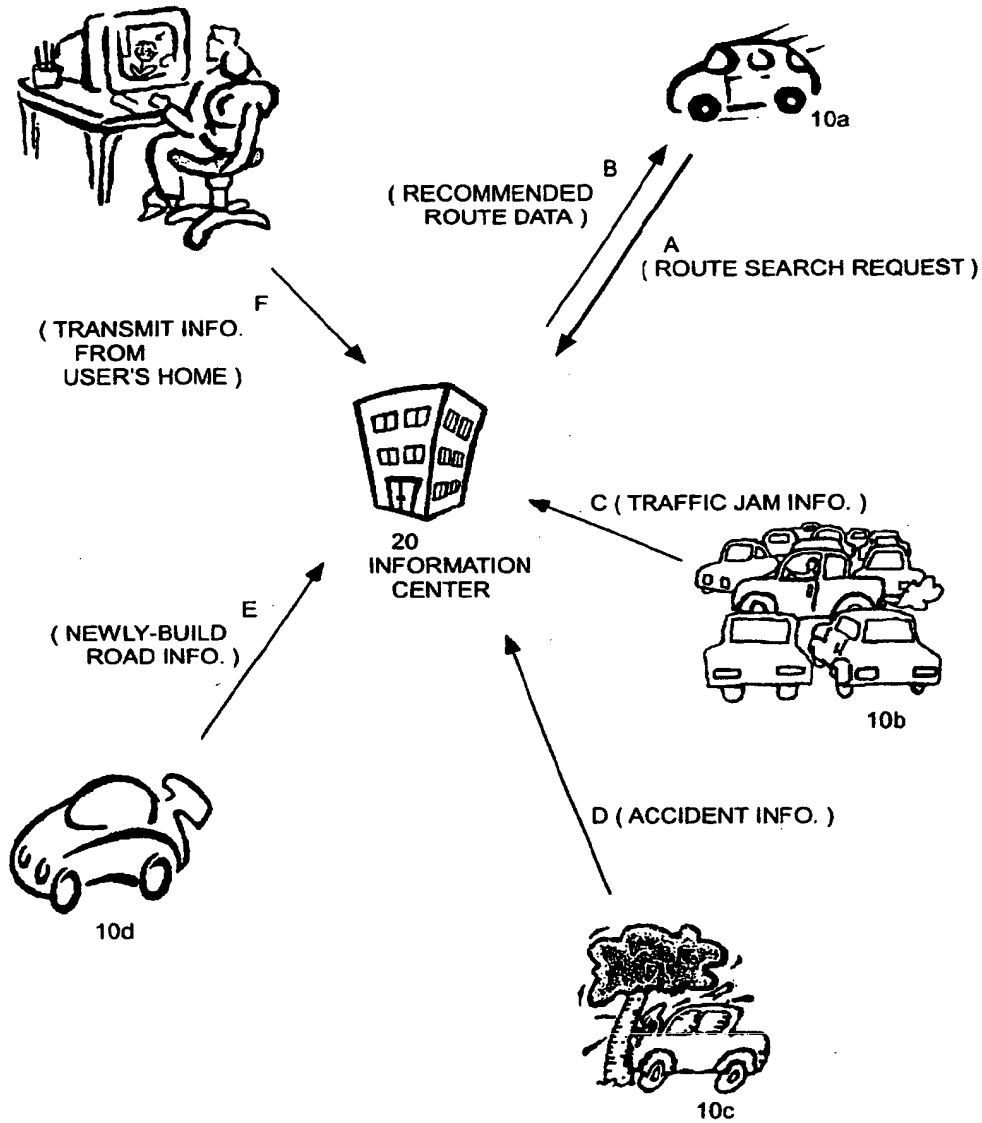 10a
B
( RECOMMENDED
ROUTE DATA )
A
( ROUTE SEARCH REQUEST )
F
( TRANSMIT INFO.
FROM
USER'S HOME )
C ( TRAFFIC JAM INFO. )
20
INFORMATION
CENTER
E
( NEWLY-BUILD
ROAD INFO. )
10b
D ( ACCIDENT INFO. )
10d
10c